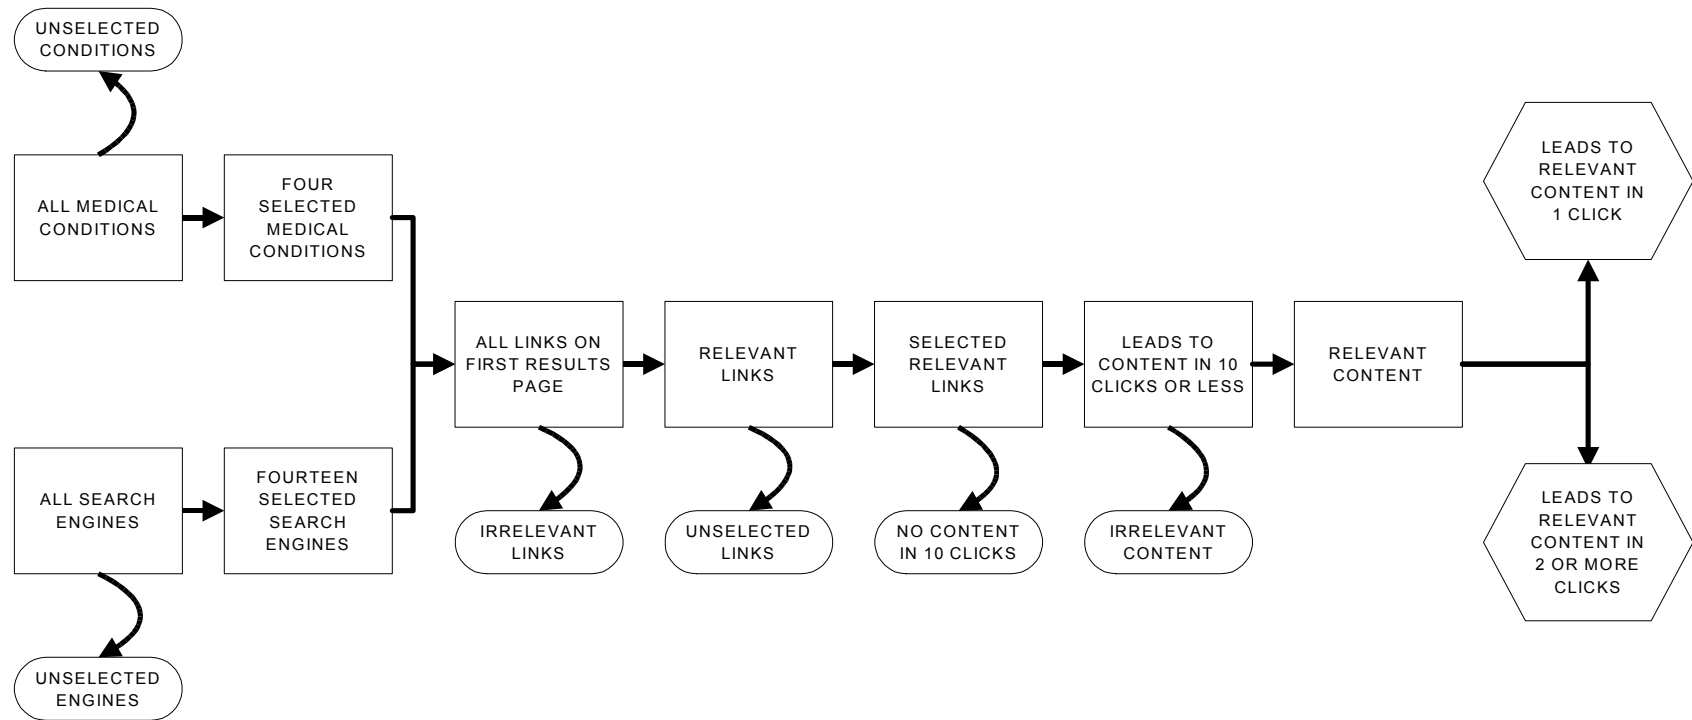 UNSELECTED
CONDITIONS
ALL MEDICAL
CONDITIONS
FOUR
SELECTED
MEDICAL
CONDITIONS
ALL SEARCH
ENGINES
FOURTEEN
SELECTED
SEARCH
ENGINES
UNSELECTED
ENGINES
ALL LINKS ON
FIRST RESULTS
PAGE
IRRELEVANT
LINKS
RELEVANT
LINKS
UNSELECTED
LINKS
SELECTED
RELEVANT
LINKS
NO CONTENT
IN 10 CLICKS
LEADS TO
CONTENT IN 10
CLICKS OR LESS
IRRELEVANT
CONTENT
RELEVANT
CONTENT
LEADS TO
RELEVANT
CONTENT IN
1 CLICK
LEADS TO
RELEVANT
CONTENT IN
2 OR MORE
CLICKS